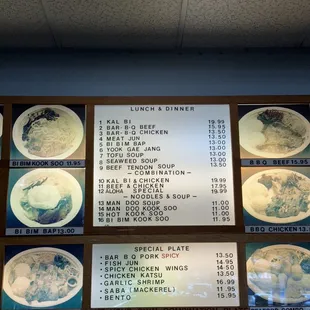 LUNCH & DINNER
1 KAL BI 19.99
2 BAR-B-Q BEEF 15.95
3 BAR-B-Q CHICKEN 13.50
4 MEAT JUN 13.50
5 BI BIM BAP 13.00
6 YOOK GAE JANG 13.00
7 TOFU SOUP 13.00
8 SEAWEED SOUP 13.00
9 BEEF TENDON SOUP 13.50
- COMBINATION -
10 KAL BI & CHICKEN 19.99
11 BEEF & CHICKEN 17.95
12 ALOHA SPECIAL 19.99
- NOODLES & SOUP -
13 MAN DOO SOUP 11.00
14 MAN DOO KOOK SOO 11.00
15 HOT KOOK SOO 11.00
16 BI BIM KOOK SOO 11.95
BI BIM KOOK SOO 11.95
BI BIM BAP 13.00
BBQ BEEF 15.95
BBQ CHICKEN 13.
SPECIAL PLATE
• BAR B Q PORK SPICY 13.50
• FISH JUN 14.95
• SPICY CHICKEN WINGS 14.50
• CHICKEN KATSU 13.50
• GARLIC SHRIMP 16.99
• SABA (MACKEREL) 11.95
• BENTO 15.95